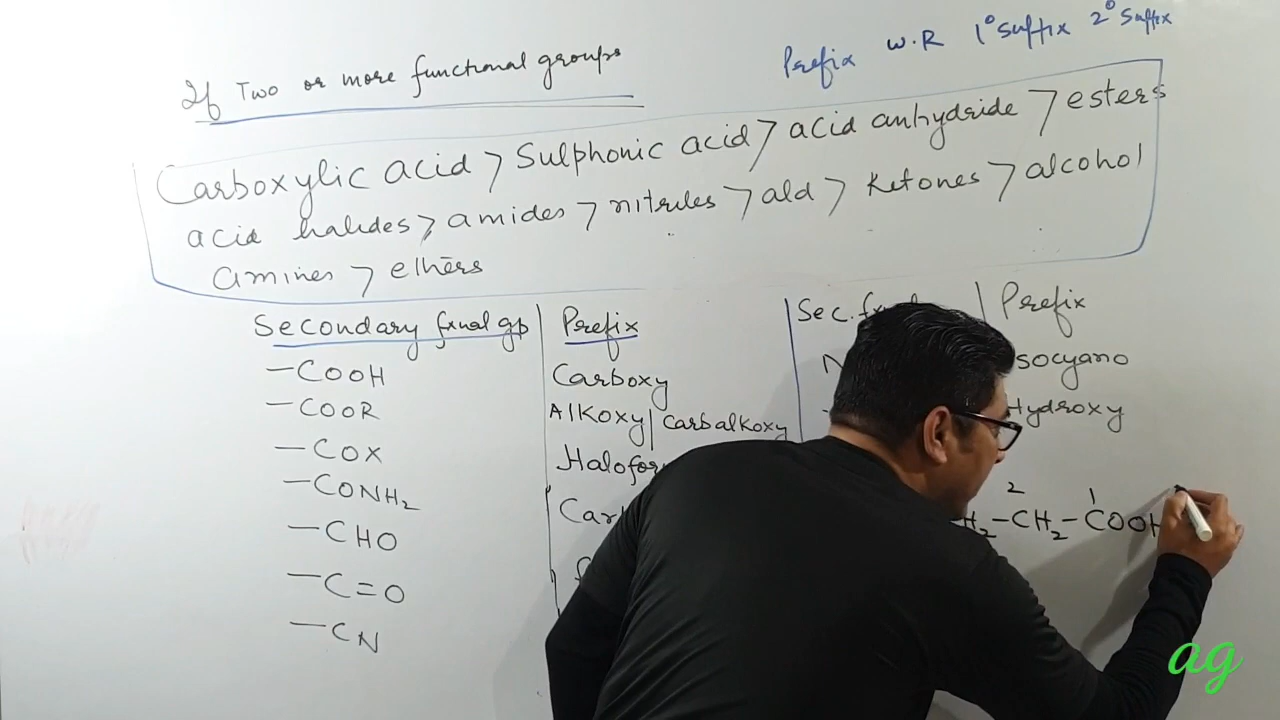 If Two or more functional groups
Prefix W.R 1° Suffix 2° Suffix
Carboxylic acid > Sulphonic acid > acid anhydride > esters
acid halides > amides > nitriles > ald > Ketones > alcohol
amines > ethers
Secondary fxnal gp Prefix
-COOH Carboxy
-COOR Alkoxy | Carbalkoxy
-COX
-CONH2
-CHO
-C=O
-CN
Sec. Prefix
Hydroxy
2 1
-CH2-COOH
ag